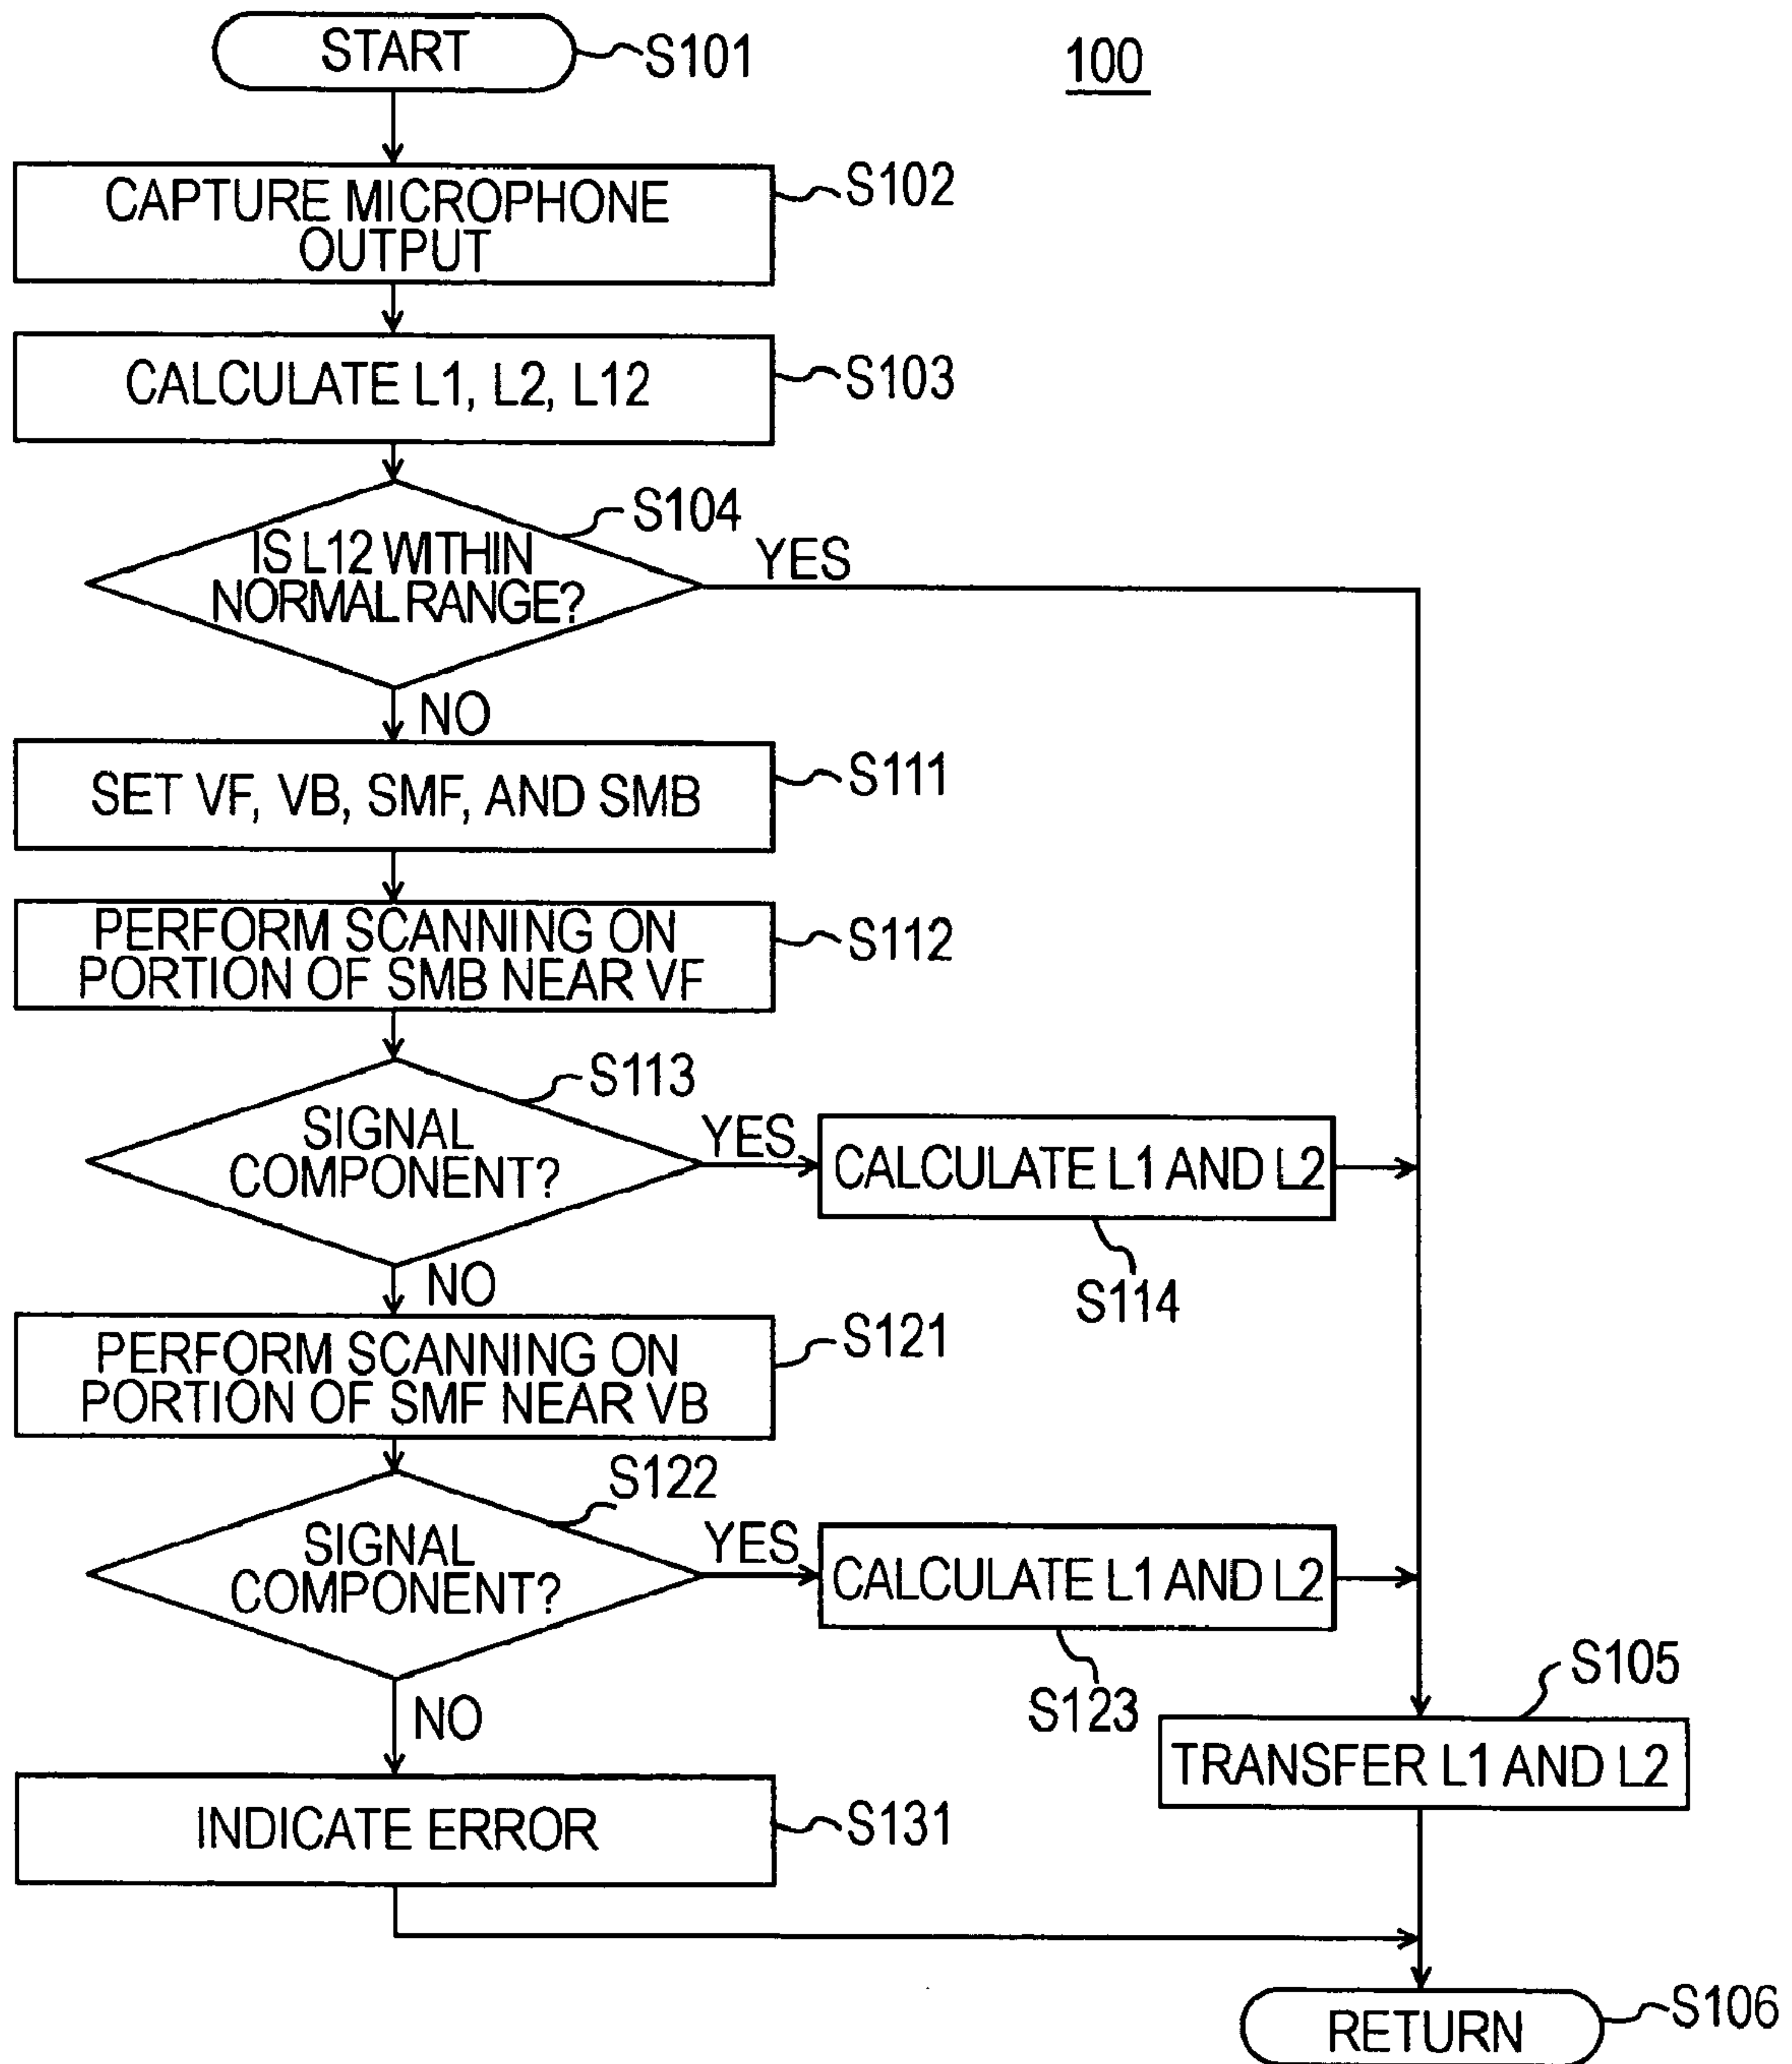 START
S101
100
CAPTURE MICROPHONE
OUTPUT
S102
CALCULATE L1, L2, L12
S103
IS L12 WITHIN
NORMAL RANGE?
S104
YES
NO
SET VF, VB, SMF, AND SMB
S111
PERFORM SCANNING ON
PORTION OF SMB NEAR VF
S112
SIGNAL
COMPONENT?
S113
YES
CALCULATE L1 AND L2
S114
NO
PERFORM SCANNING ON
PORTION OF SMF NEAR VB
S121
SIGNAL
COMPONENT?
S122
YES
CALCULATE L1 AND L2
S123
NO
S105
TRANSFER L1 AND L2
INDICATE ERROR
S131
RETURN
S106